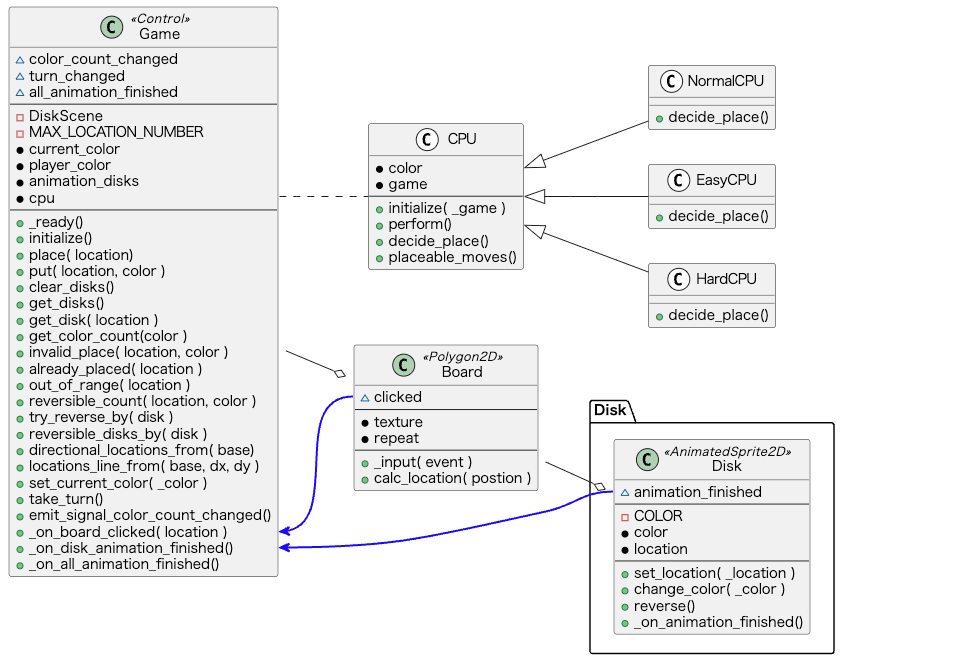 C
«Control»
Game
color_count_changed
turn_changed
all_animation_finished
DiskScene
MAX_LOCATION_NUMBER
current_color
player_color
animation_disks
cpu
_ready()
initialize()
place( location)
put( location, color )
clear_disks()
get_disks()
get_disk( location )
get_color_count(color )
invalid_place( location, color )
already_placed( location )
out_of_range( location )
reversible_count( location, color )
try_reverse_by( disk )
reversible_disks_by( disk )
directional_locations_from( base)
locations_line_from( base, dx, dy )
set_current_color( _color )
take_turn()
emit_signal_color_count_changed()
_on_board_clicked( location )
_on_disk_animation_finished()
_on_all_animation_finished()
C CPU
color
game
initialize( _game )
perform()
decide_place()
placeable_moves()
C NormalCPU
decide_place()
C EasyCPU
decide_place()
C HardCPU
decide_place()
C
«Polygon2D»
Board
clicked
texture
repeat
_input( event )
calc_location( postion )
Disk
C
«AnimatedSprite2D»
Disk
animation_finished
COLOR
color
location
set_location( _location )
change_color( _color )
reverse()
_on_animation_finished()